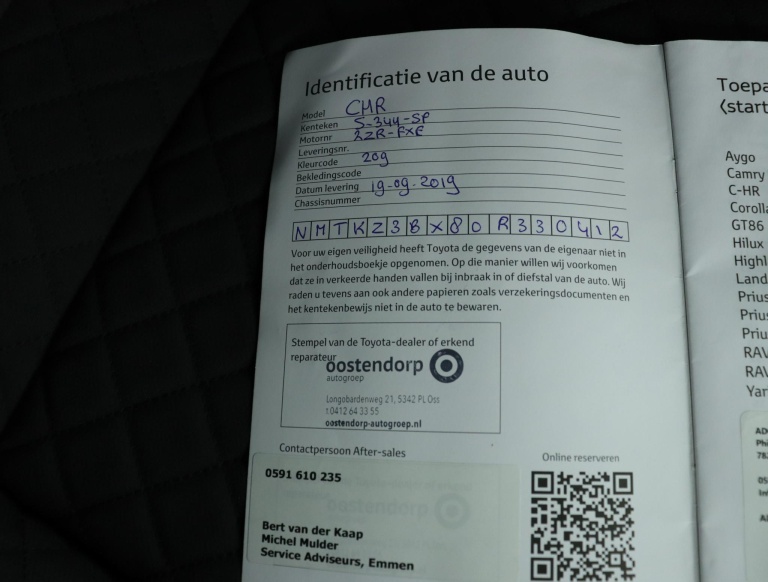 Identificatie van de auto
Model CHR
Kenteken S-344-SP
Motornr 2ZR-FXE
Leveringsnr.
Kleurcode 209
Bekledingscode
Datum levering 19-09-2019
Chassisnummer
NMTKZ3BX80R330412
Voor uw eigen veiligheid heeft Toyota de gegevens van de eigenaar niet in
het onderhoudsboekje opgenomen. Op die manier willen wij voorkomen
dat ze in verkeerde handen vallen bij inbraak in of diefstal van de auto. Wij
raden u tevens aan ook andere papieren zoals verzekeringsdocumenten en
het kentekenbewijs niet in de auto te bewaren.
Stempel van de Toyota-dealer of erkend
reparateur
oostendorp
autogroep
Longobardenweg 21, 5342 PL Oss
t.0412 64 33 55
oostendorp-autogroep.nl
Contactpersoon After-sales
Online reserveren
0591 610 235
Bert van der Kaap
Michel Mulder
Service Adviseurs, Emmen
Toepa
(start
Aygo
Camry
C-HR
Corolla
GT86
Hilux
Highl
Land
Prius
Prius
Priu
RAV
RAV
Yar